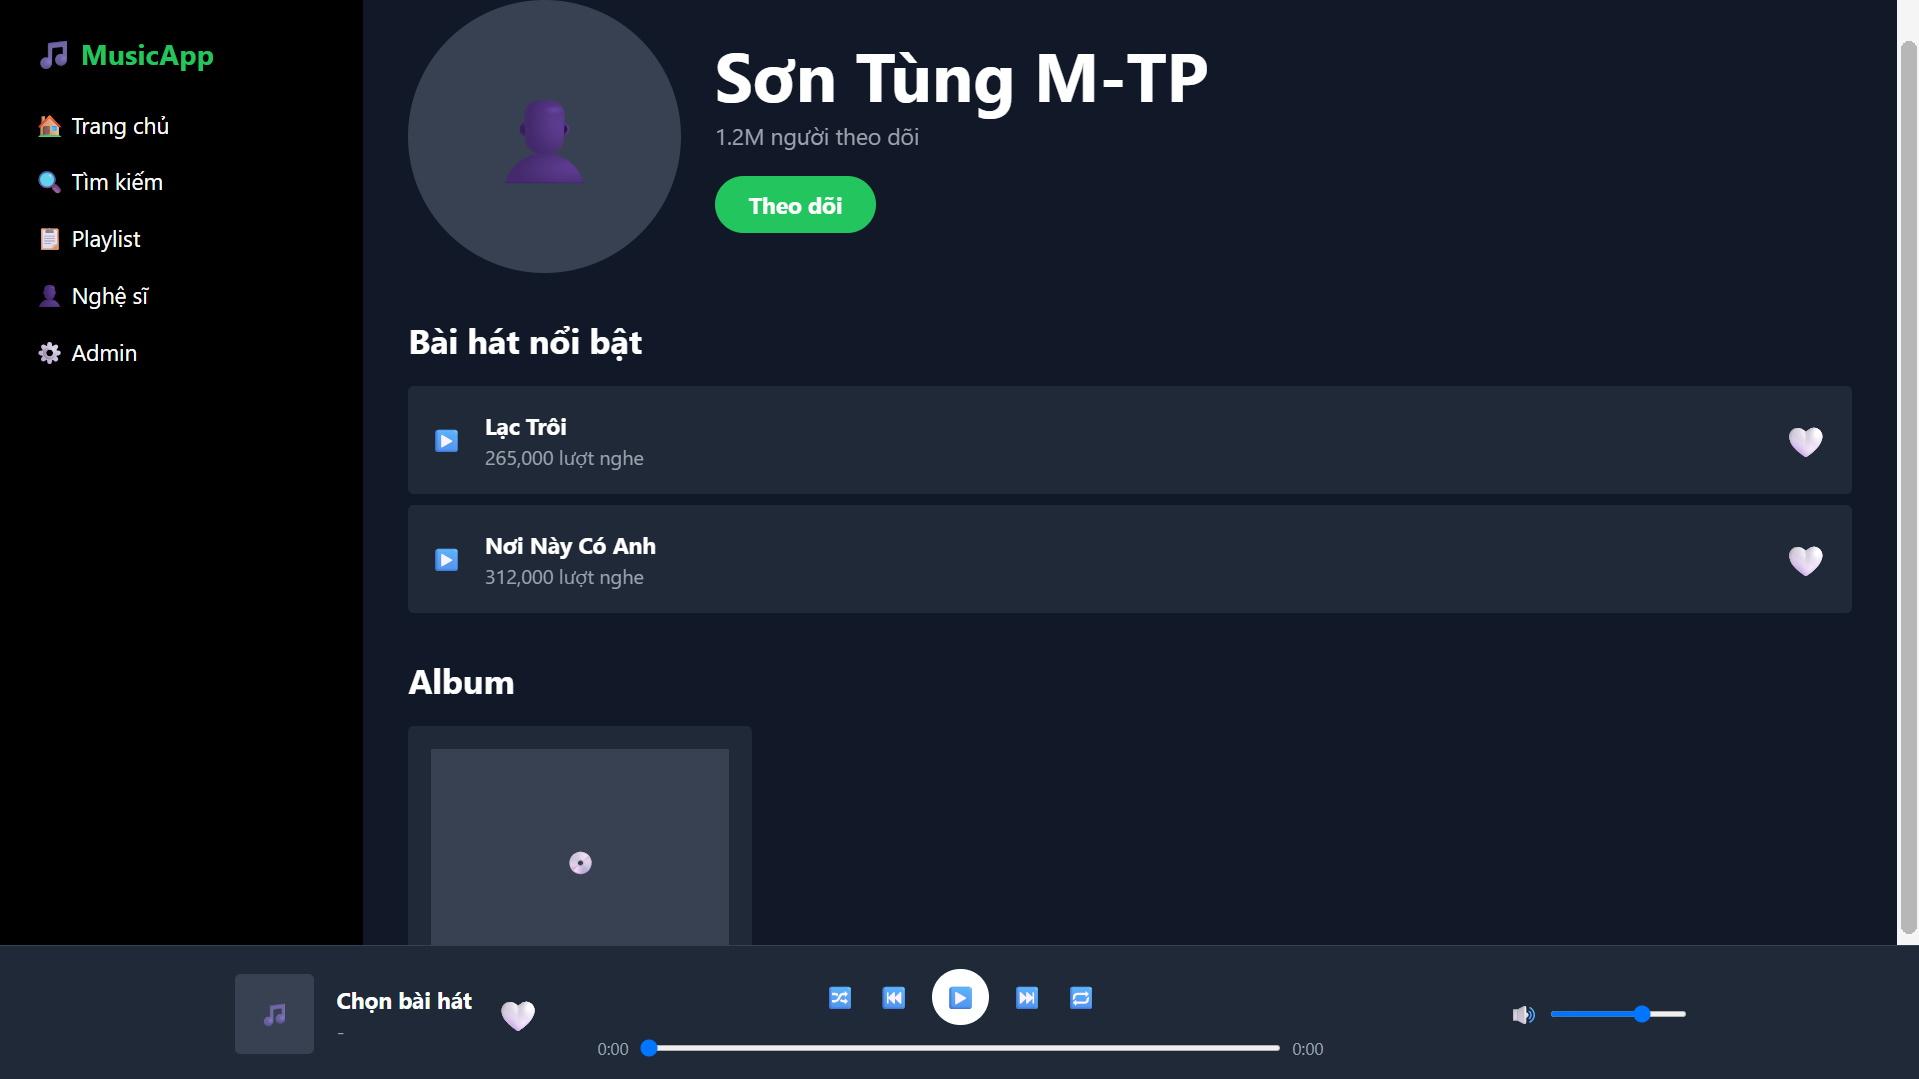 MusicApp
Trang chủ
Tìm kiếm
Playlist
Nghệ sĩ
Admin
Sơn Tùng M-TP
1.2M người theo dõi
Theo dõi
Bài hát nổi bật
Lạc Trôi
265,000 lượt nghe
Nơi Này Có Anh
312,000 lượt nghe
Album
Chọn bài hát
-
0:00
0:00